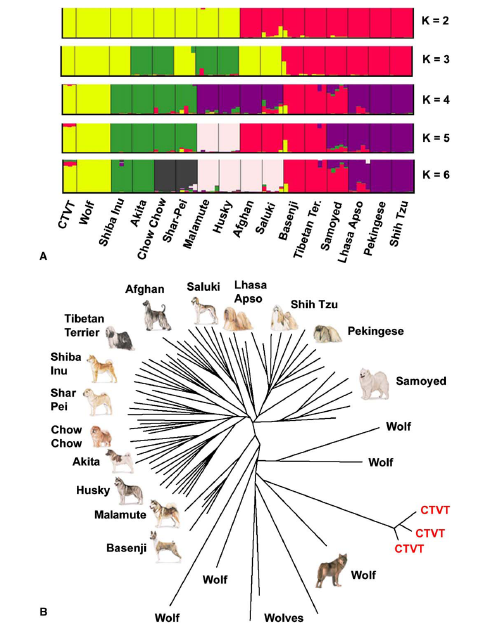 K = 2
K = 3
K = 4
K = 5
K = 6
CTVT
Wolf
Shiba Inu
Akita
Chow Chow
Shar-Pei
Malamute
Husky
Afghan
Saluki
Basenji
Tibetan Ter.
Samoyed
Lhasa Apso
Pekingese
Shih Tzu
A
Afghan
Saluki
Lhasa
Apso
Shih Tzu
Tibetan
Terrier
Pekingese
Shiba
Inu
Samoyed
Shar
Pei
Chow
Chow
Wolf
Akita
Wolf
Husky
Malamute
CTVT
CTVT
CTVT
Basenji
Wolf
Wolf
Wolf
Wolves
B